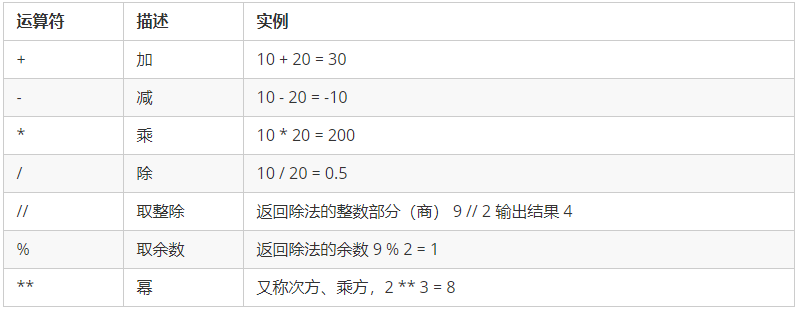 运算符 描述 实例
+ 加 10 + 20 = 30
- 减 10 - 20 = -10
* 乘 10 * 20 = 200
/ 除 10 / 20 = 0.5
// 取整除 返回除法的整数部分（商） 9 // 2 输出结果 4
% 取余数 返回除法的余数 9 % 2 = 1
** 幂 又称次方、乘方，2 ** 3 = 8